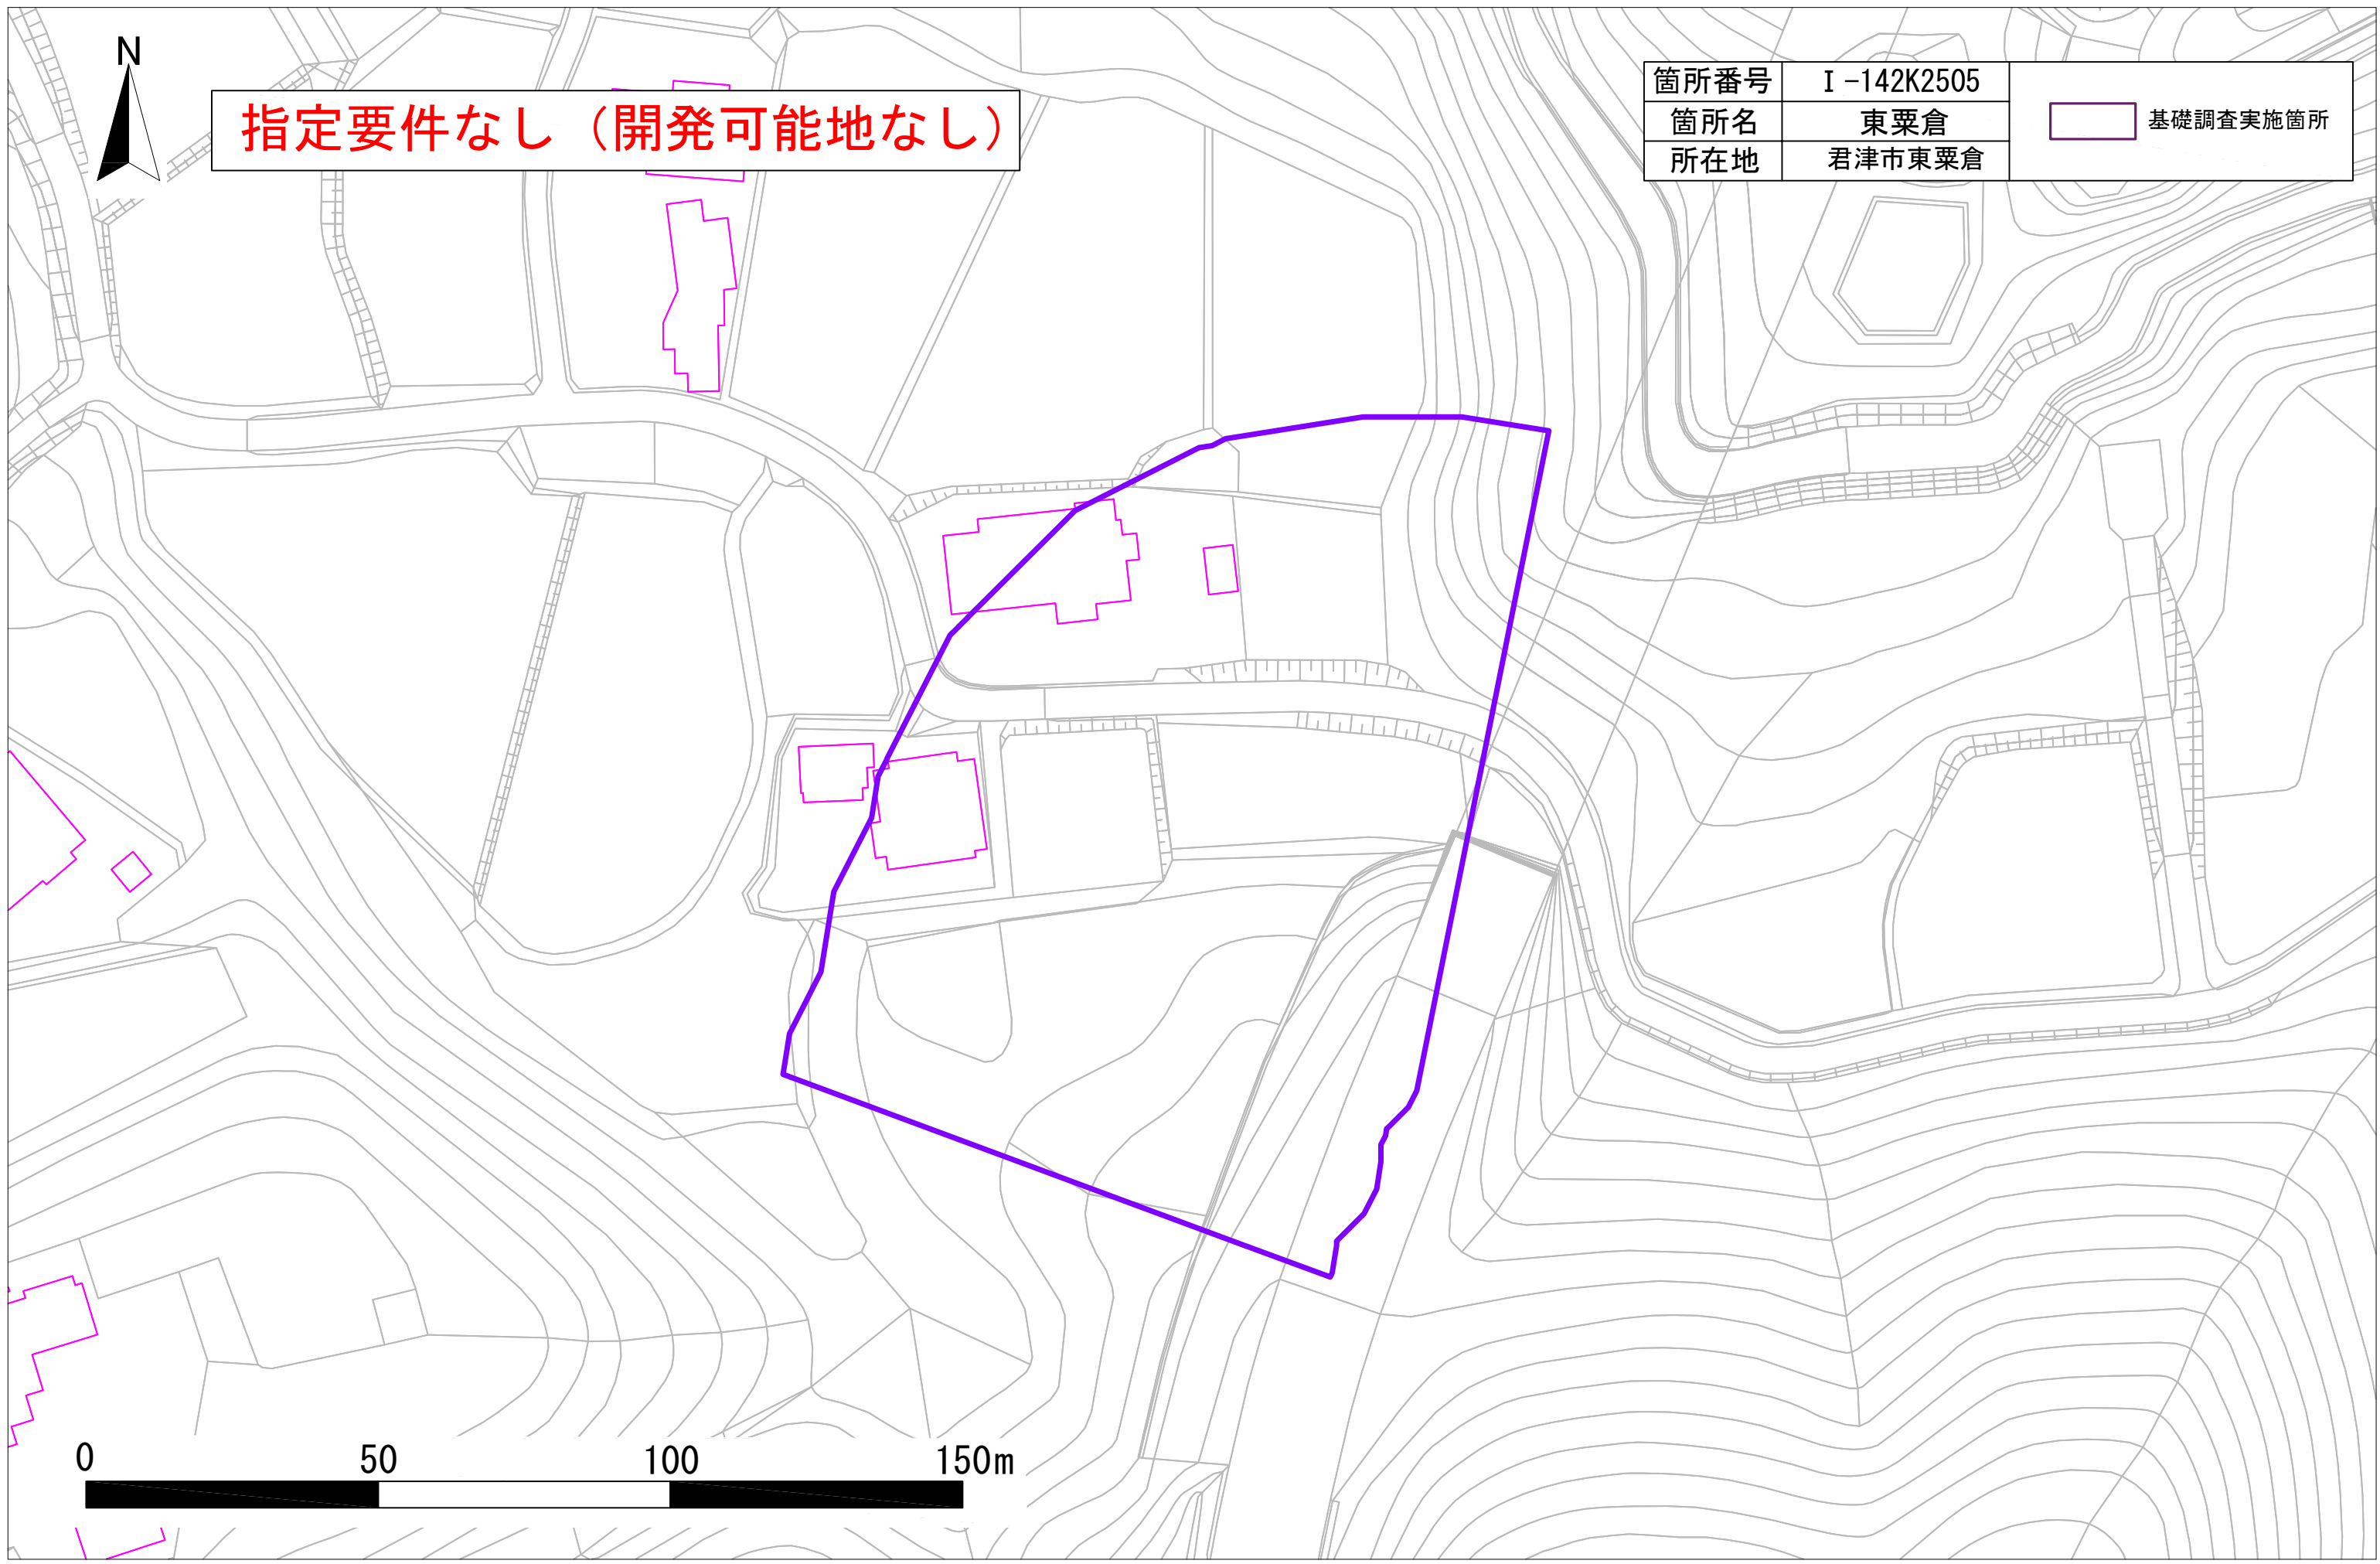 N
指定要件なし（開発可能地なし）
箇所番号 Ⅰ-142K2505
箇所名 東粟倉
所在地 君津市東粟倉
基礎調査実施箇所
0 50 100 150m